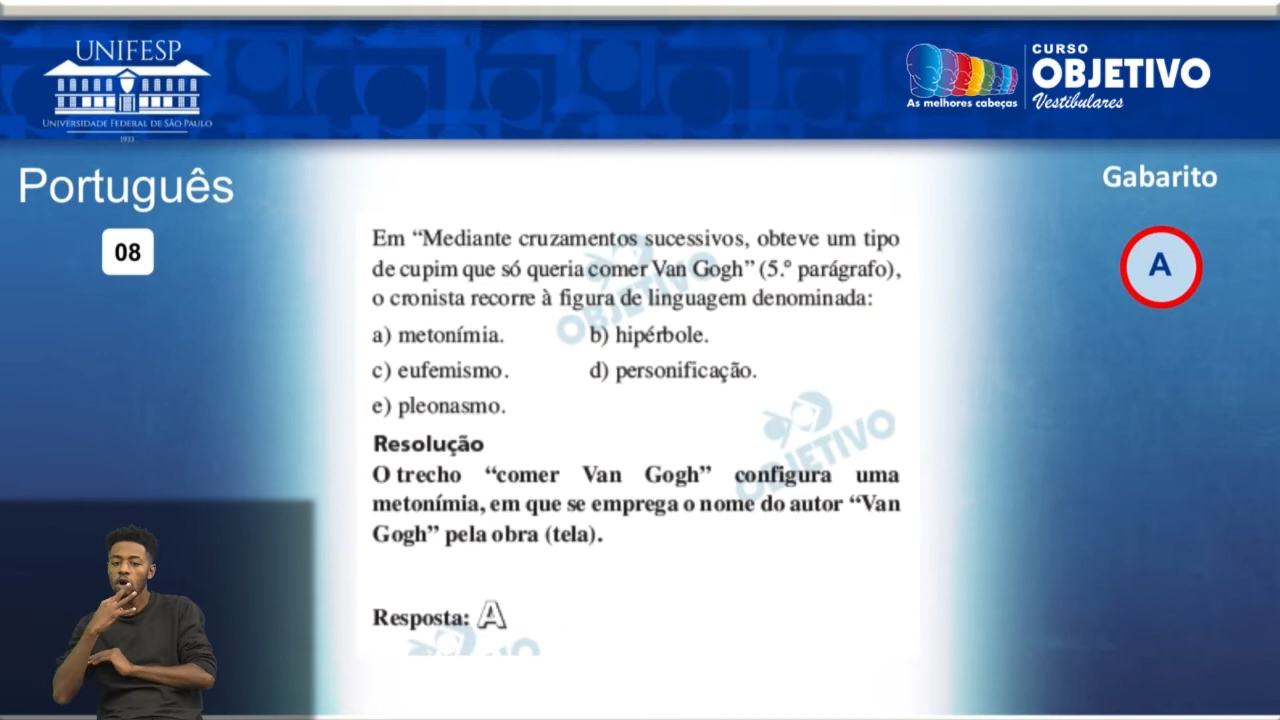 UNIFESP
UNIVERSIDADE FEDERAL DE SÃO PAULO
1933
CURSO
OBJETIVO
As melhores cabeças
Vestibulares
Português
08
Gabarito
A
Em “Mediante cruzamentos sucessivos, obteve um tipo
de cupim que só queria comer Van Gogh” (5.º parágrafo),
o cronista recorre à figura de linguagem denominada:
a) metonímia. b) hipérbole.
c) eufemismo. d) personificação.
e) pleonasmo.
Resolução
O trecho “comer Van Gogh” configura uma
metonímia, em que se emprega o nome do autor “Van
Gogh” pela obra (tela).
Resposta: A
OBJETIVO
OBJETIVO